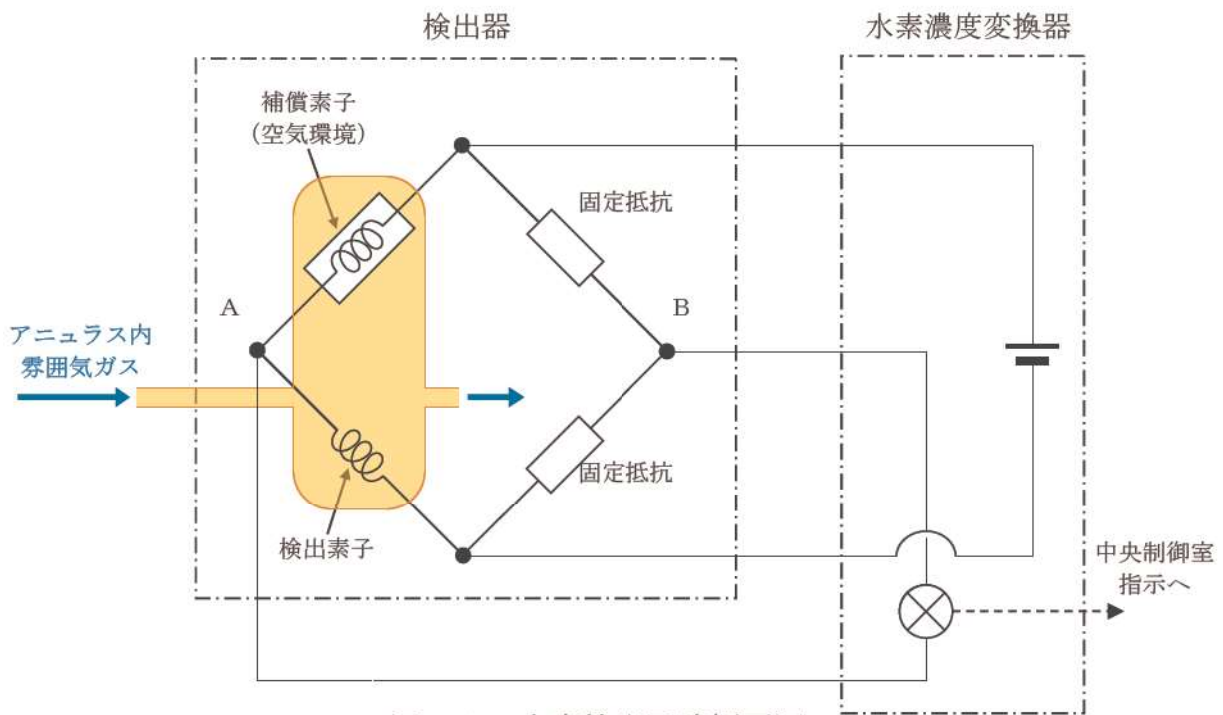 検出器
水素濃度変換器
補償素子
(空気環境)
固定抵抗
A
B
アニュラス内
雰囲気ガス
固定抵抗
検出素子
中央制御室
指示へ